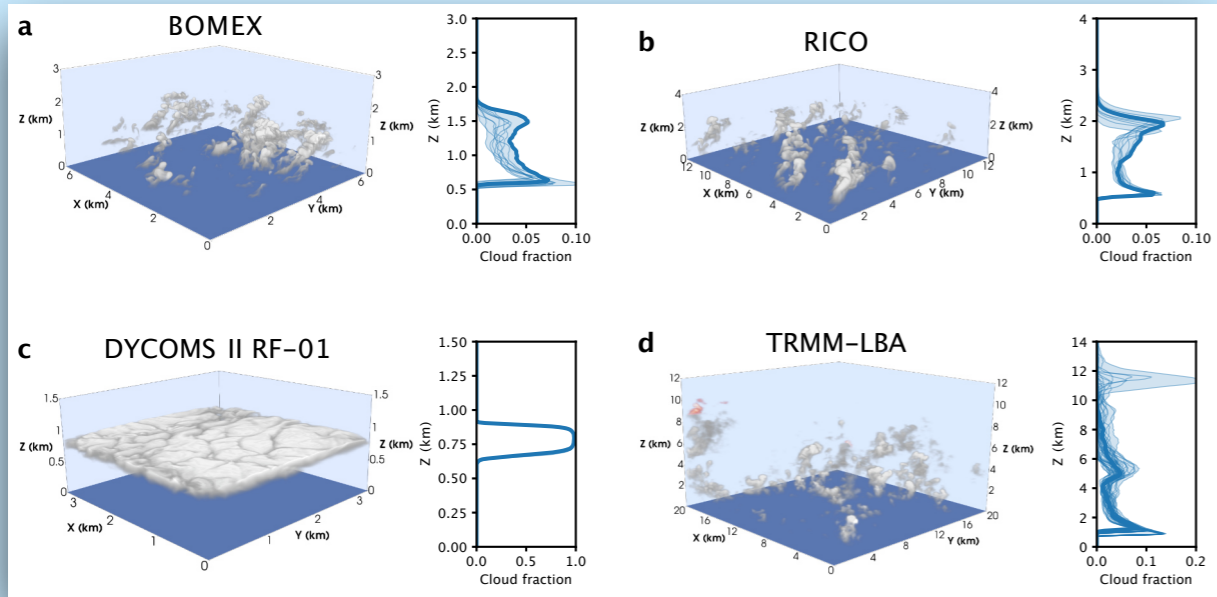 a
BOMEX
3
2
Z (km)
1
0
6
4
X (km)
2
0
2
Y (km)
4
6
3
2
Z (km)
1
0
3.0
2.5
2.0
1.5
1.0
0.5
0.0
Z (km)
0.00 0.05 0.10
Cloud fraction
b
RICO
4
Z (km)
2
0
12
10
8
X (km)
6
4
2
0
2
4
6
Y (km)
8
10
12
4
2
Z (km)
0
4
3
2
1
0
Z (km)
0.00 0.05 0.10
Cloud fraction
c
DYCOMS II RF-01
1.5
1
Z (km)
0.5
0
3
2
X (km)
1
0
1
Y (km)
2
3
1.5
1
Z (km)
0.5
0
1.50
1.25
1.00
0.75
0.50
0.25
0.00
Z (km)
0.0 0.5 1.0
Cloud fraction
d
TRMM-LBA
12
10
8
Z (km)
6
4
2
20
16
X (km)
12
8
4
0
4
8
Y (km)
12
16
20
12
10
8
Z (km)
6
4
2
14
12
10
8
6
4
2
0
Z (km)
0.0 0.1 0.2
Cloud fraction